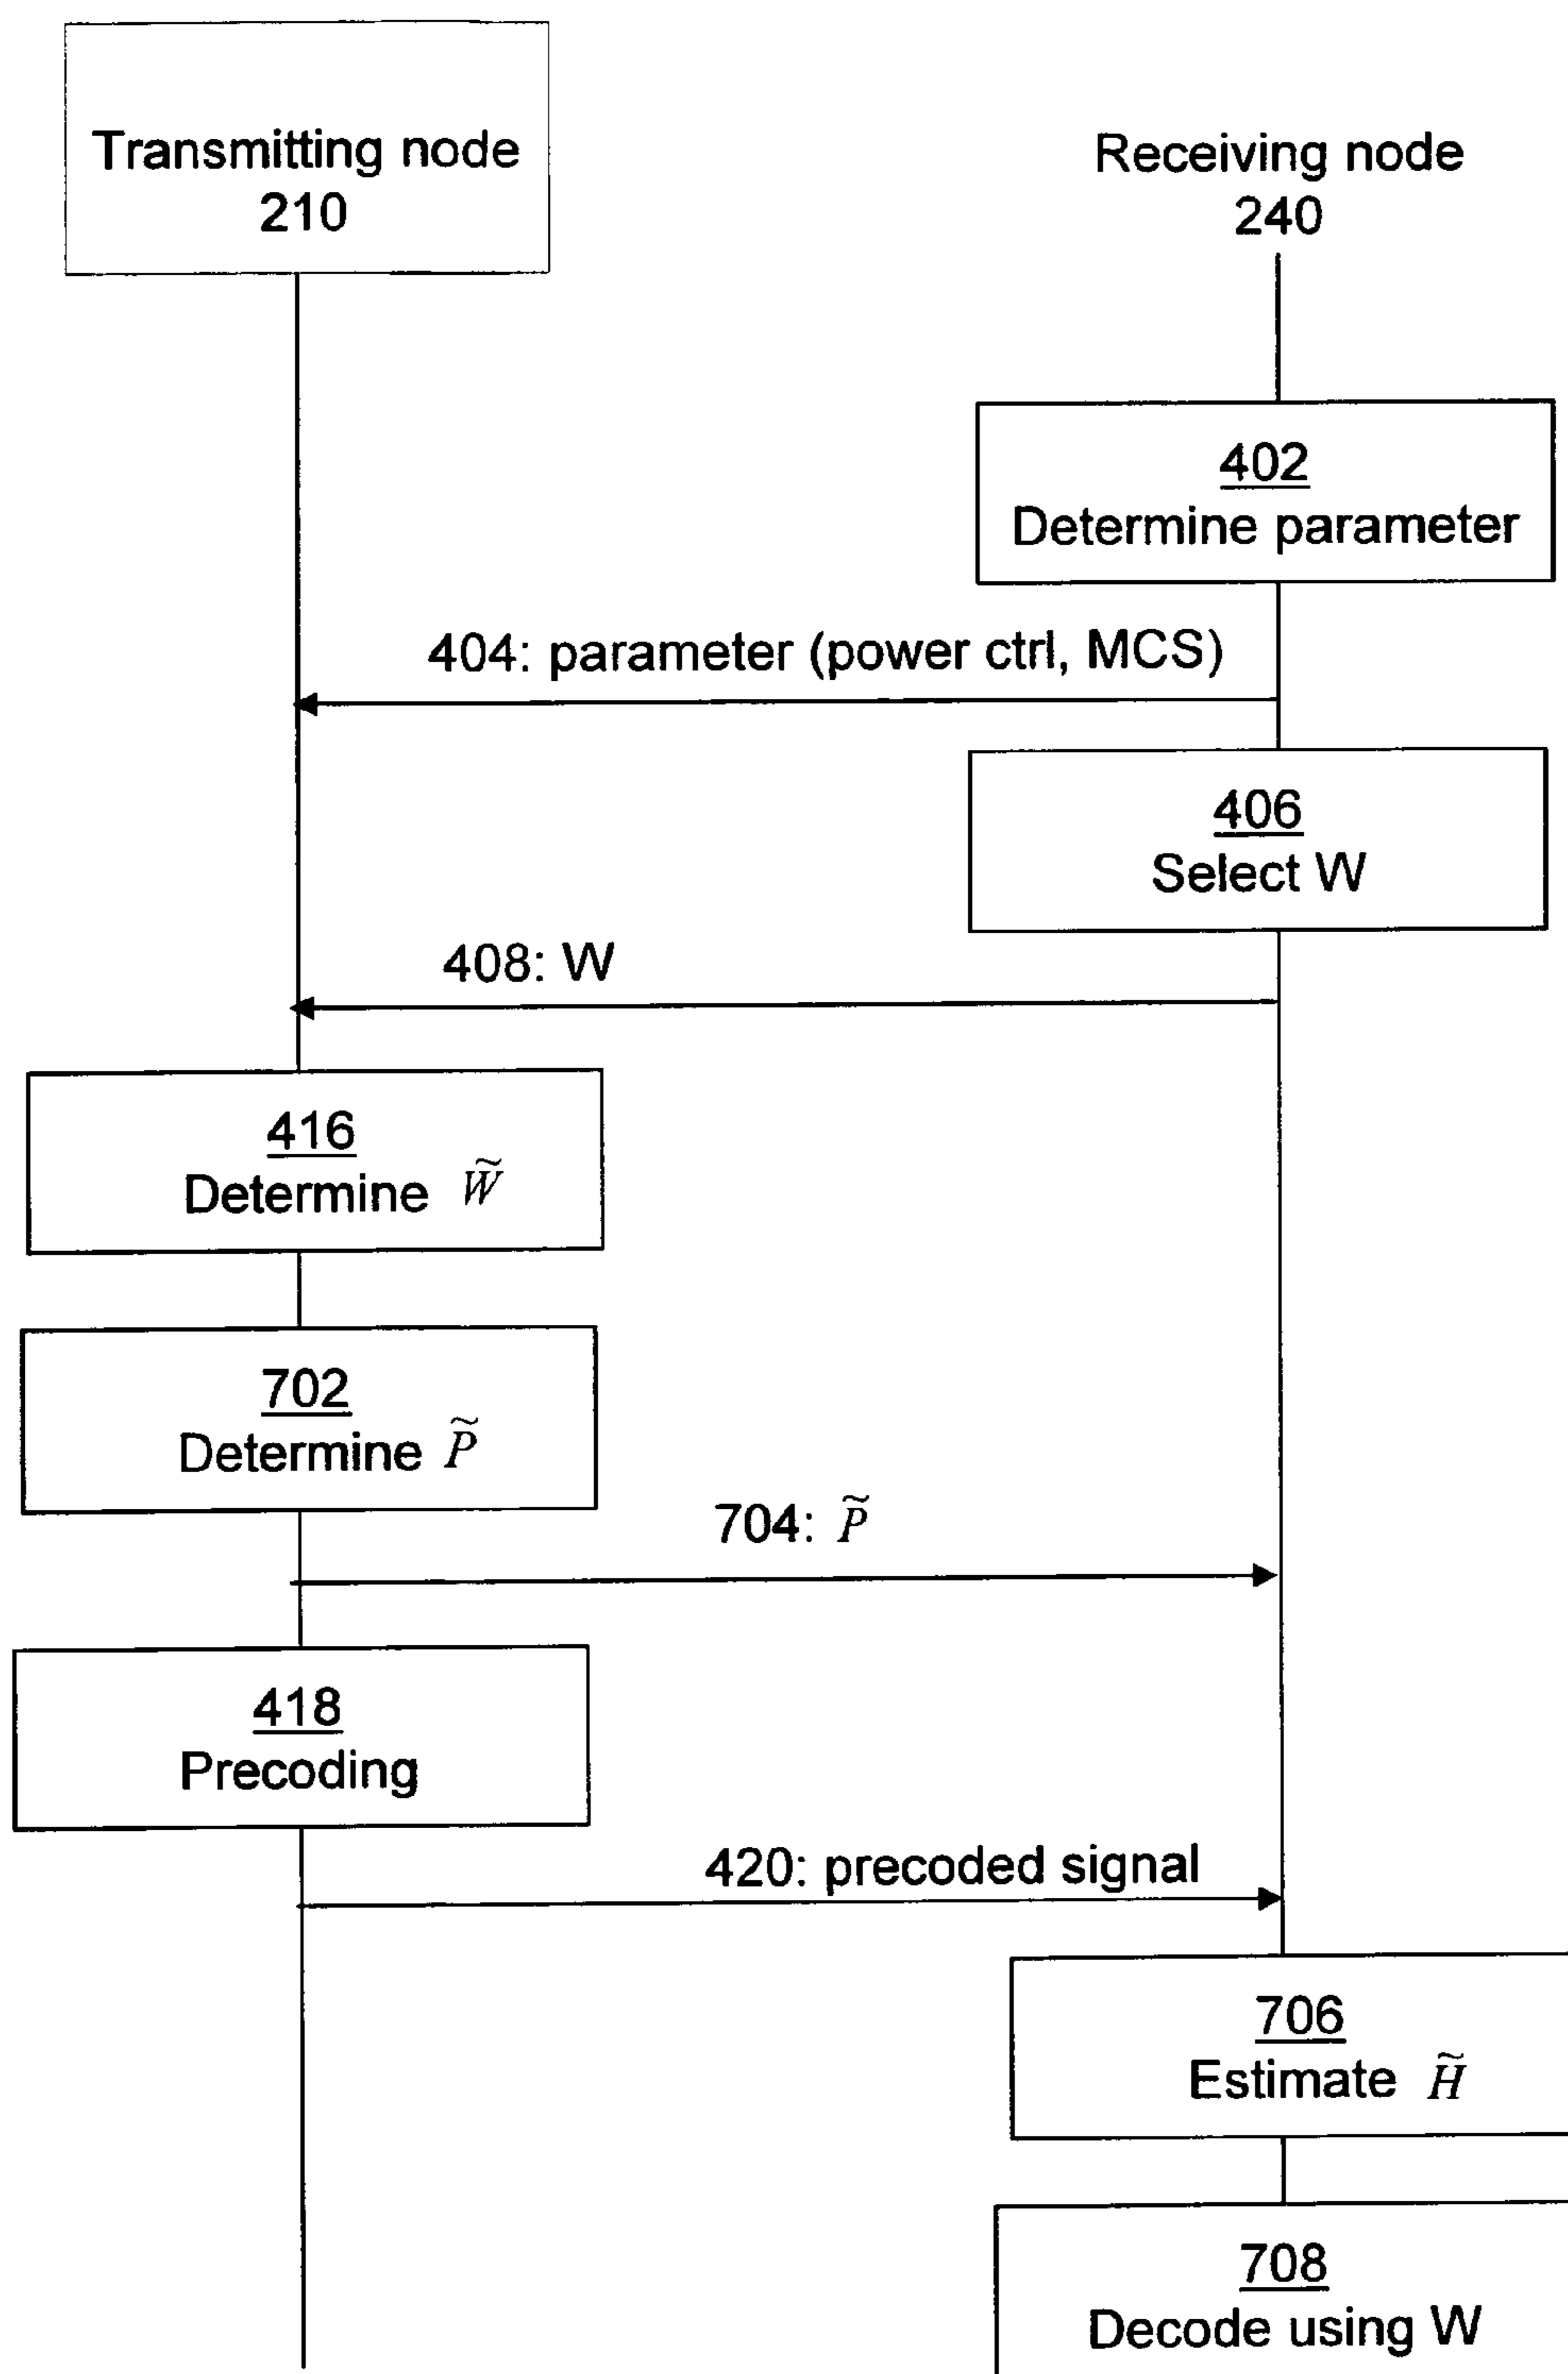 Transmitting node
210
Receiving node
240
402
Determine parameter
404: parameter (power ctrl, MCS)
406
Select W
408: W
416
Determine W̃
702
Determine P̃
704: P̃
418
Precoding
420: precoded signal
706
Estimate H̃
708
Decode using W